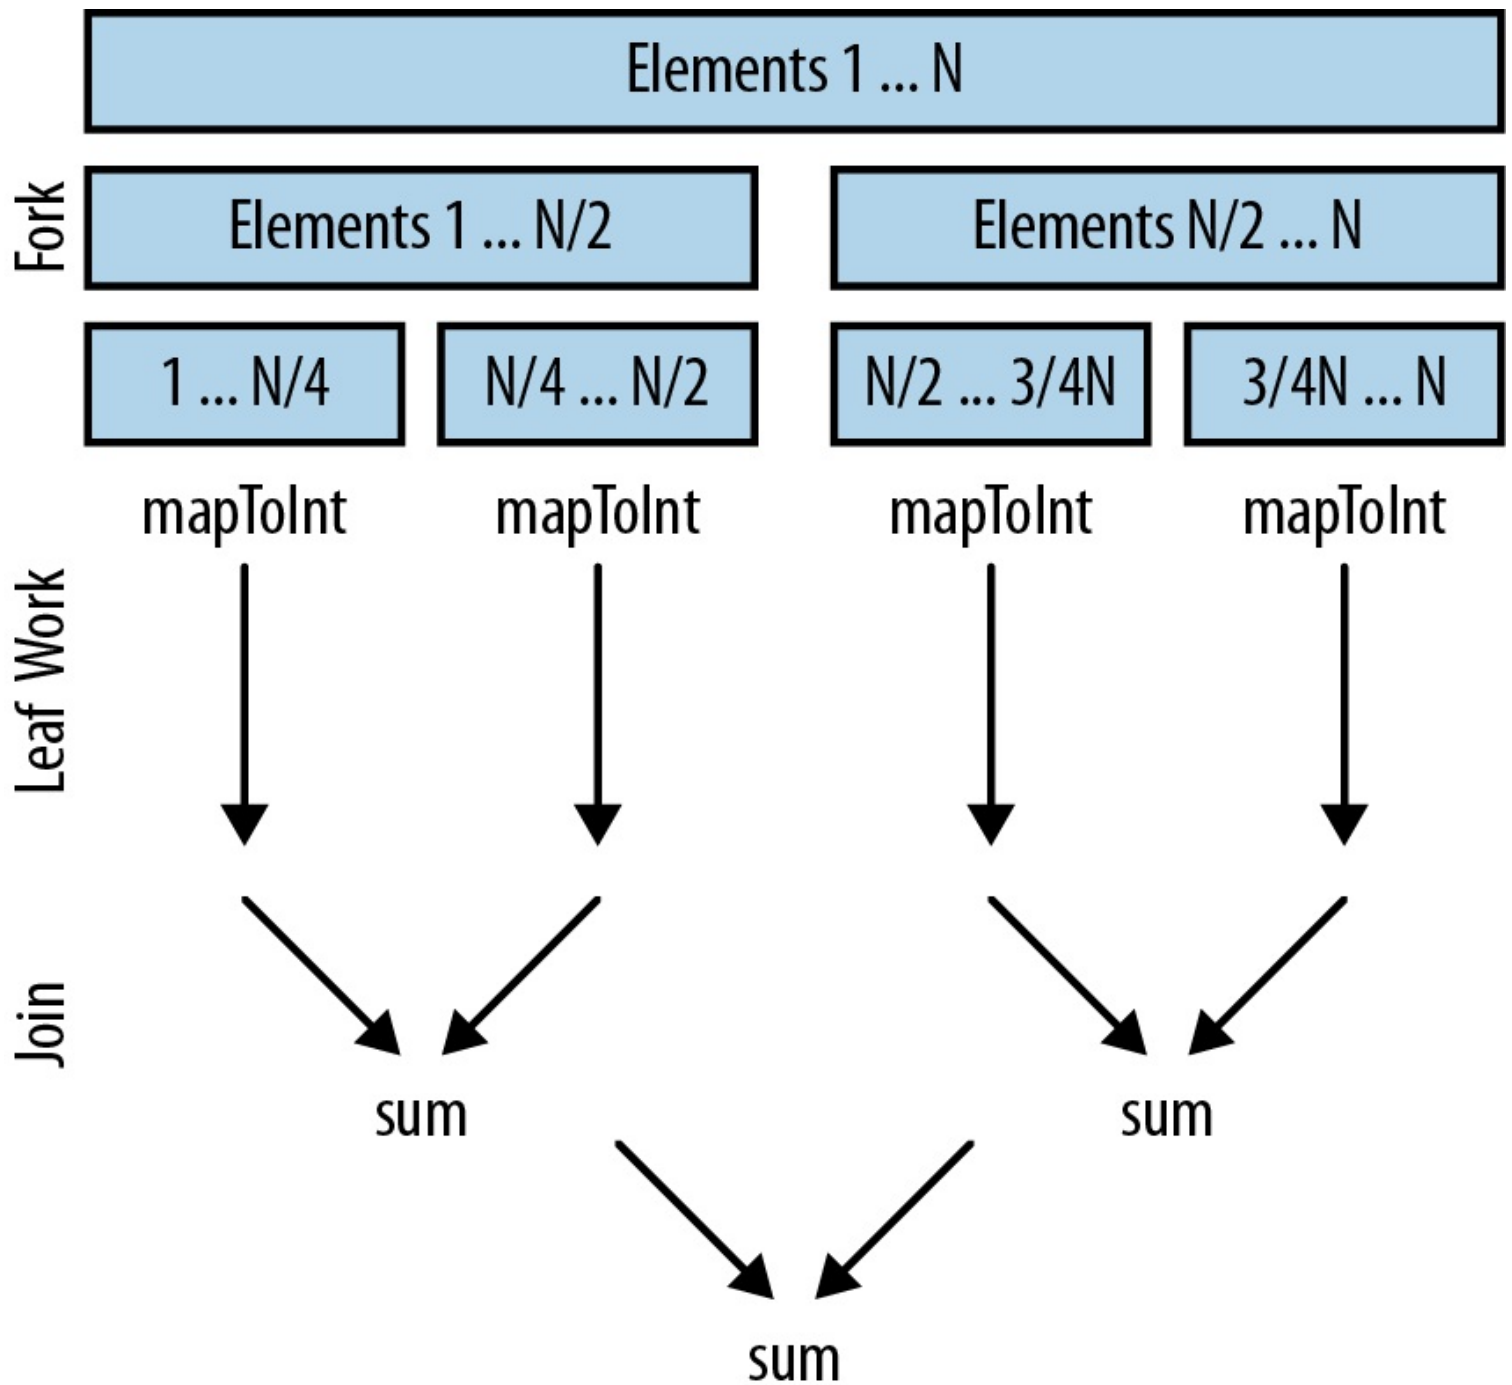 Elements 1 ... N
Fork
Elements 1 ... N/2
Elements N/2 ... N
1 ... N/4
N/4 ... N/2
N/2 ... 3/4N
3/4N ... N
mapToInt
mapToInt
mapToInt
mapToInt
Leaf Work
Join
sum
sum
sum